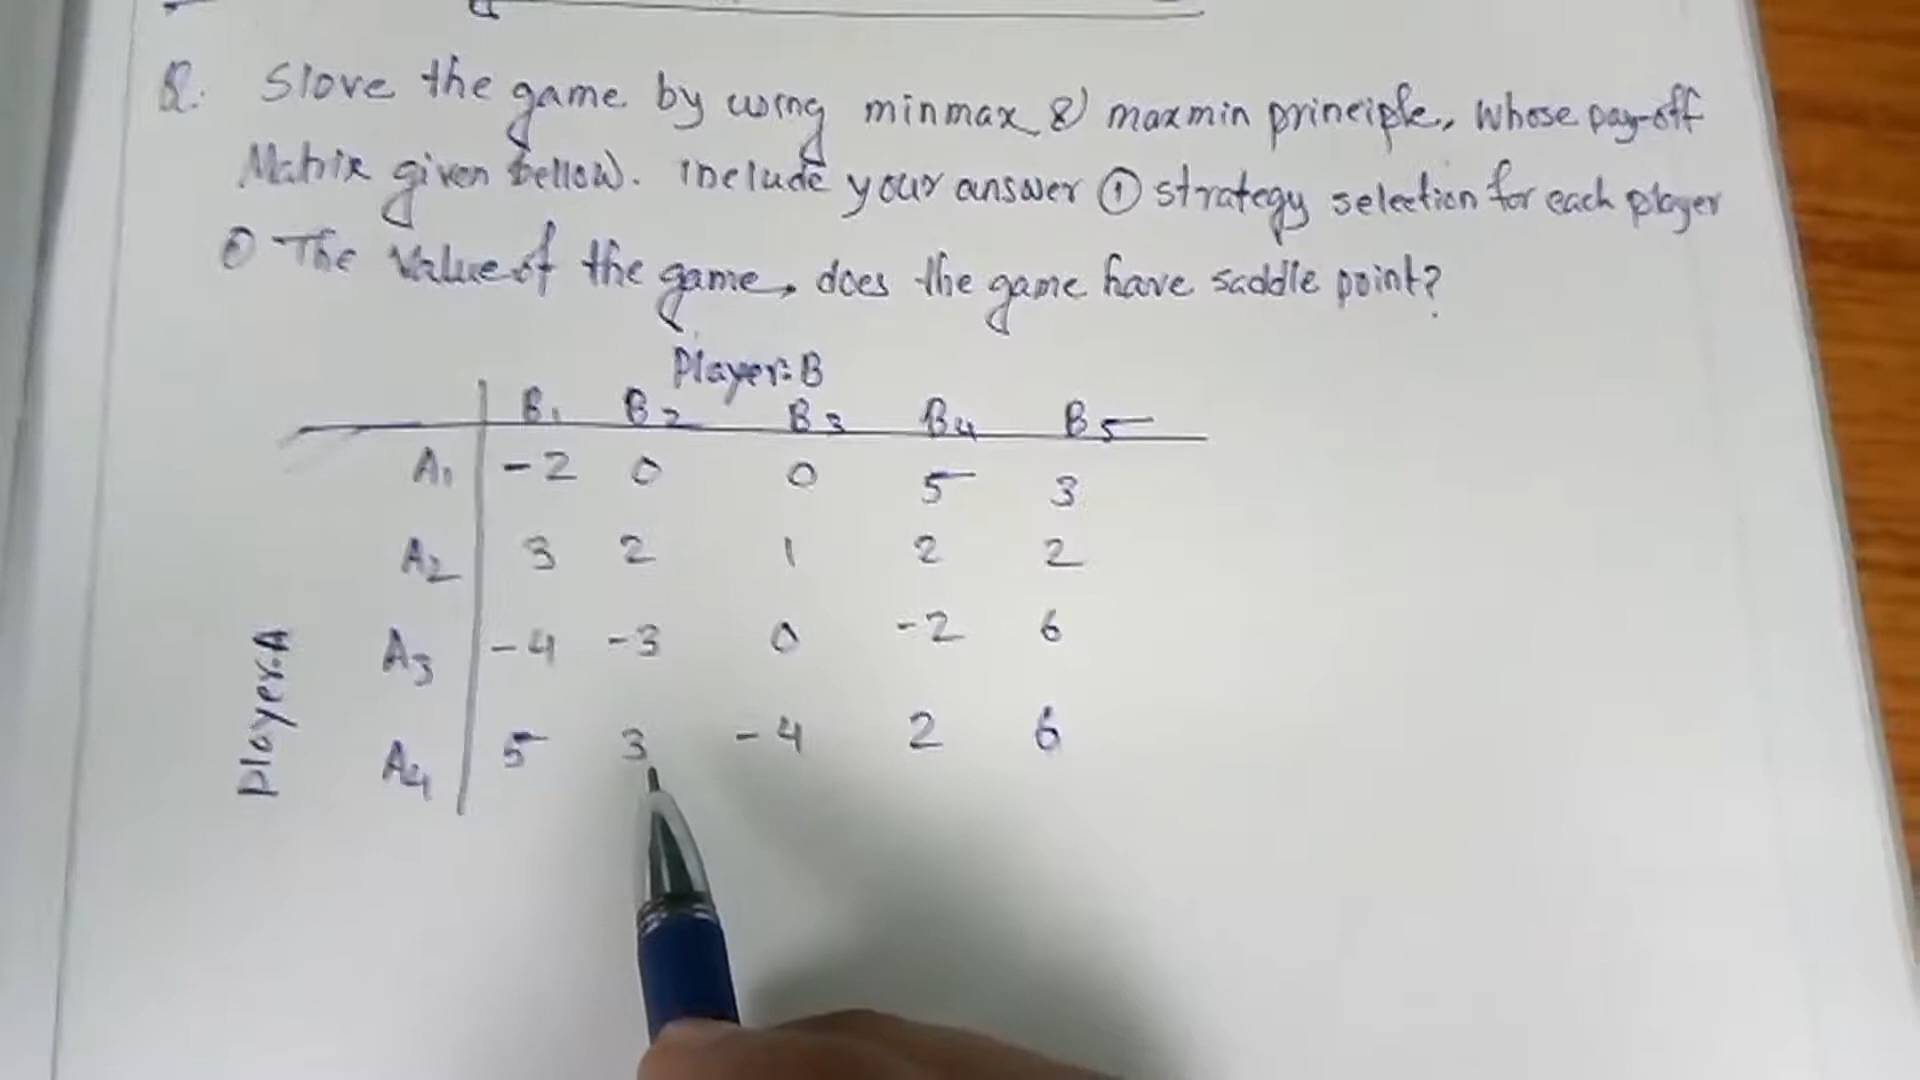 Q. Slove the game by using minmax & maxmin principle, whose pay-off
Matrix given bellow. include your answer ① strategy selection for each player
② The value of the game, does the game have saddle point?
Player: B
B1 B2 B3 B4 B5
A1 -2 0 0 5 3
A2 3 2 1 2 2
A3 -4 -3 0 -2 6
A4 5 3 -4 2 6
Player: A